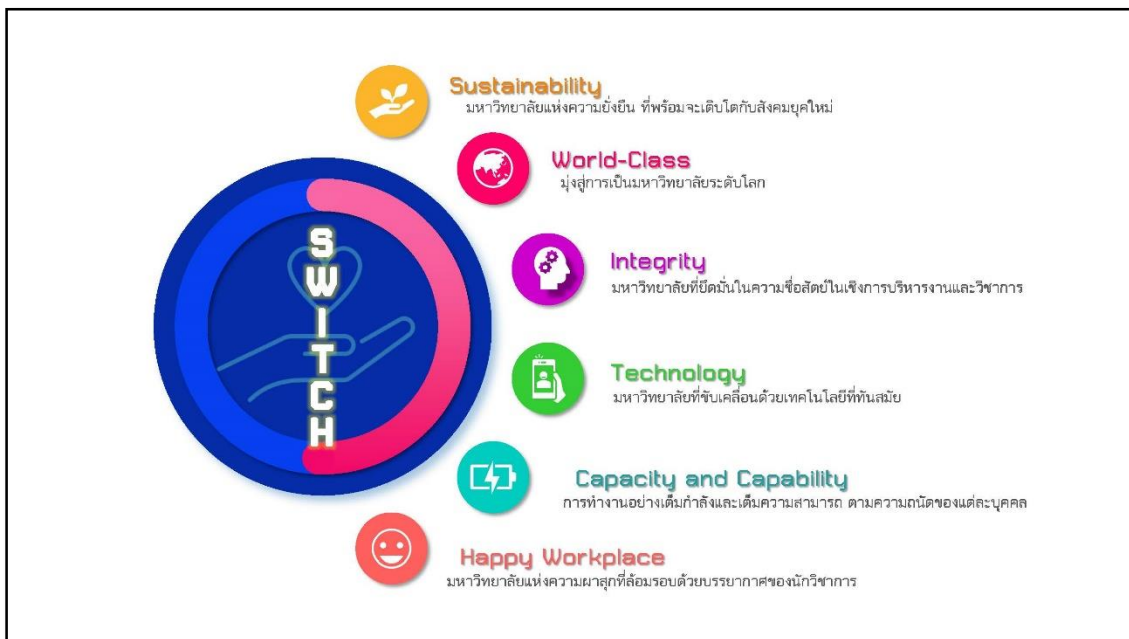 Sustainability
มหาวิทยาลัยแห่งความยั่งยืน ที่พร้อมจะเติบโตกับสังคมยุคใหม่
World-Class
มุ่งสู่การเป็นมหาวิทยาลัยระดับโลก
SWITCH
Integrity
มหาวิทยาลัยที่ยึดมั่นในความซื่อสัตย์ในเชิงการบริหารงานและวิชาการ
Technology
มหาวิทยาลัยที่ขับเคลื่อนด้วยเทคโนโลยีที่ทันสมัย
Capacity and Capability
การทำงานอย่างเต็มกำลังและเต็มความสามารถ ตามความถนัดของแต่ละบุคคล
Happy Workplace
มหาวิทยาลัยแห่งความผาสุกที่ล้อมรอบด้วยบรรยากาศของนักวิชาการ